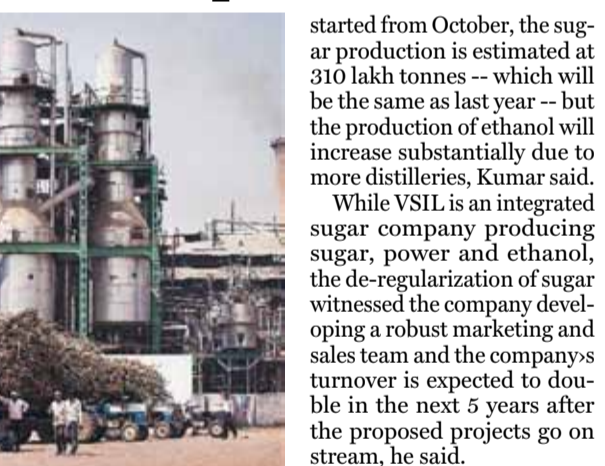 started from October, the sug-
ar production is estimated at
310 lakh tonnes -- which will
be the same as last year -- but
the production of ethanol will
increase substantially due to
more distilleries, Kumar said.
While VSIL is an integrated
sugar company producing
sugar, power and ethanol,
the de-regularization of sugar
witnessed the company devel-
oping a robust marketing and
sales team and the company›s
turnover is expected to dou-
ble in the next 5 years after
the proposed projects go on
stream, he said.